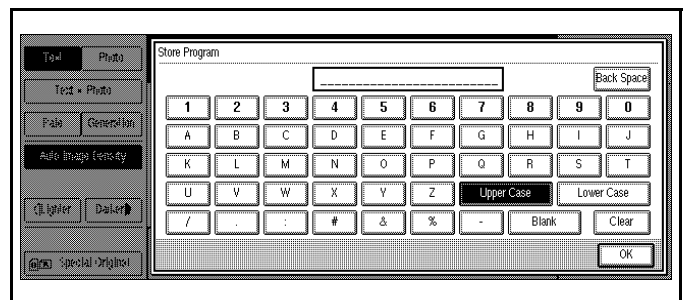 Text Photo
Text • Photo
Pale Generation
Auto Image Density
Lighter Darker
Special Original
Store Program
Back Space
1 2 3 4 5 6 7 8 9 0
A B C D E F G H I J
K L M N O P Q R S T
U V W X Y Z Upper Case Lower Case
/ . : # & % - Blank Clear
OK